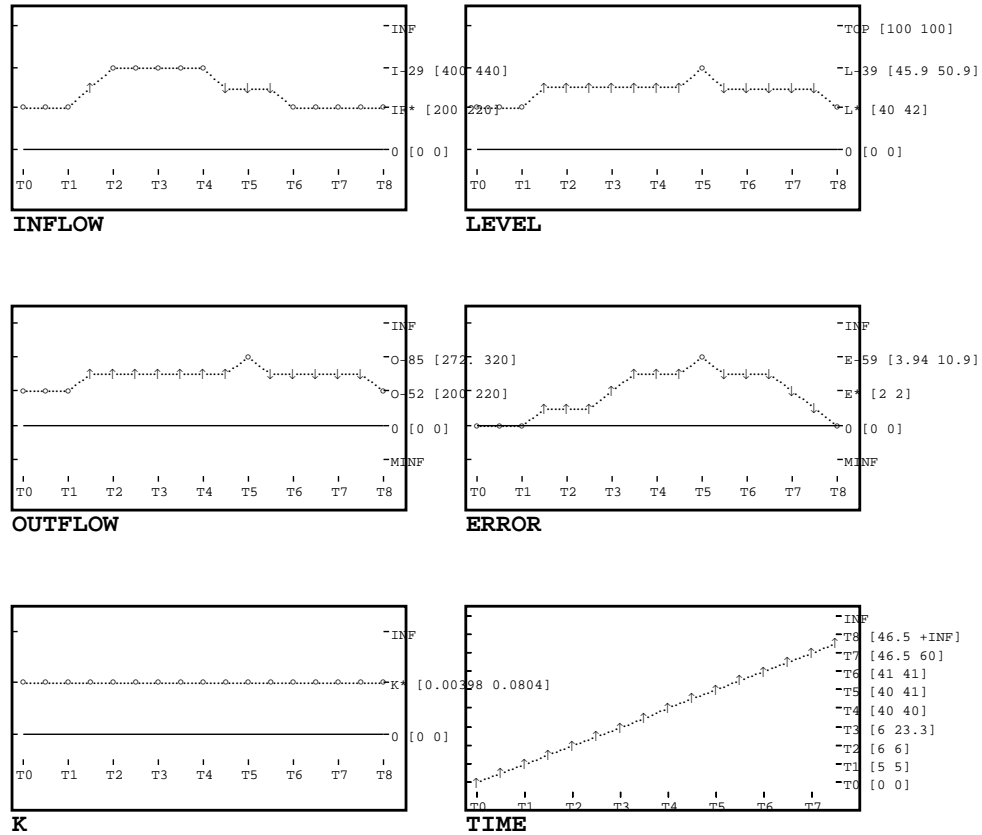 INF
I-29 [400 440]
IF* [200 220]
0 [0 0]
T0 T1 T2 T3 T4 T5 T6 T7 T8
INFLOW
TOP [100 100]
L-39 [45.9 50.9]
L* [40 42]
0 [0 0]
T0 T1 T2 T3 T4 T5 T6 T7 T8
LEVEL
INF
O-85 [272. 320]
O-52 [200 220]
0 [0 0]
MINF
T0 T1 T2 T3 T4 T5 T6 T7 T8
OUTFLOW
INF
E-59 [3.94 10.9]
E* [2 2]
0 [0 0]
MINF
T0 T1 T2 T3 T4 T5 T6 T7 T8
ERROR
INF
K* [0.00398 0.0804]
0 [0 0]
T0 T1 T2 T3 T4 T5 T6 T7 T8
K
INF
T8 [46.5 +INF]
T7 [46.5 60]
T6 [41 41]
T5 [40 41]
T4 [40 40]
T3 [6 23.3]
T2 [6 6]
T1 [5 5]
T0 [0 0]
T0 T1 T2 T3 T4 T5 T6 T7
TIME